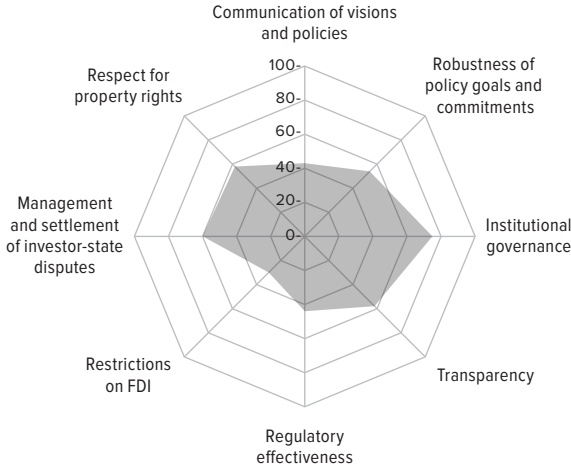 Communication of visions
and policies
Robustness of
policy goals and
commitments
Respect for
property rights
100-
80-
60-
40-
20-
0-
Management
and settlement
of investor-state
disputes
Institutional
governance
Restrictions
on FDI
Transparency
Regulatory
effectiveness